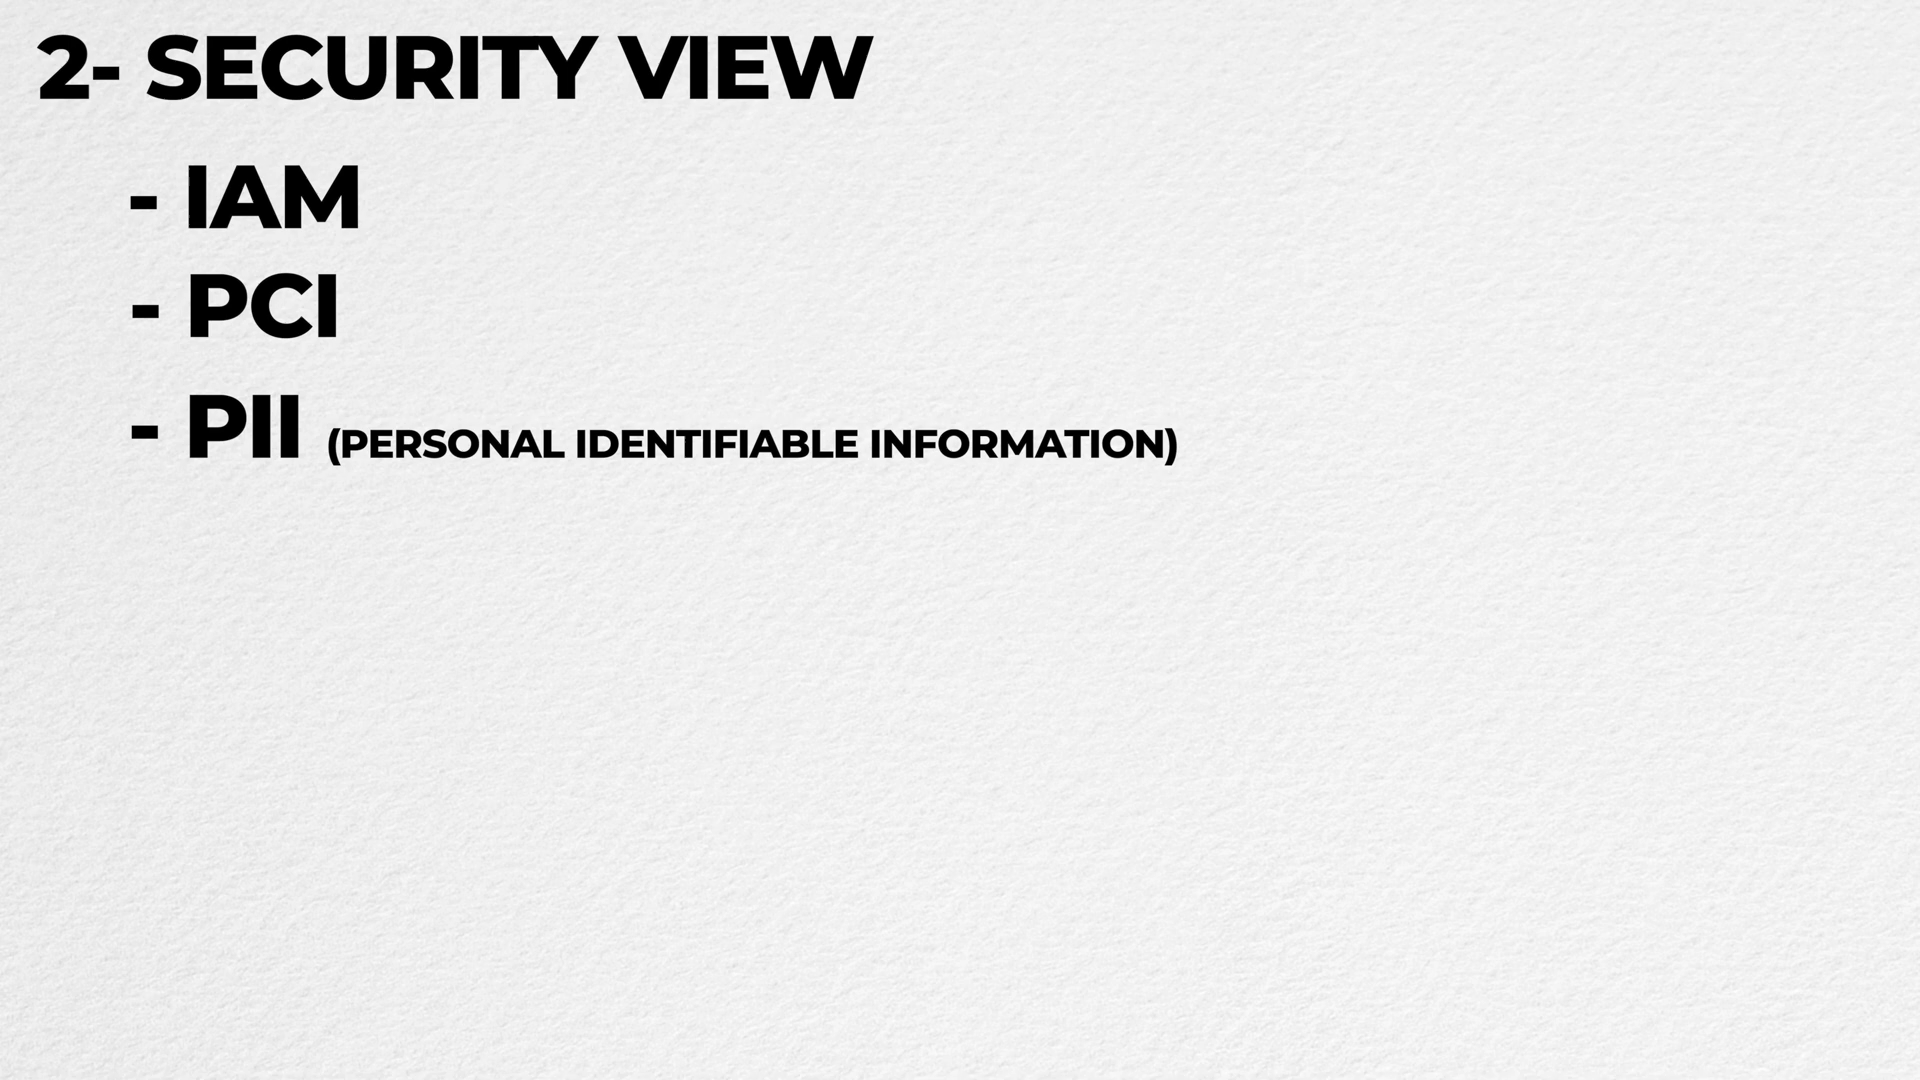 2- SECURITY VIEW
- IAM
- PCI
- PII (PERSONAL IDENTIFIABLE INFORMATION)